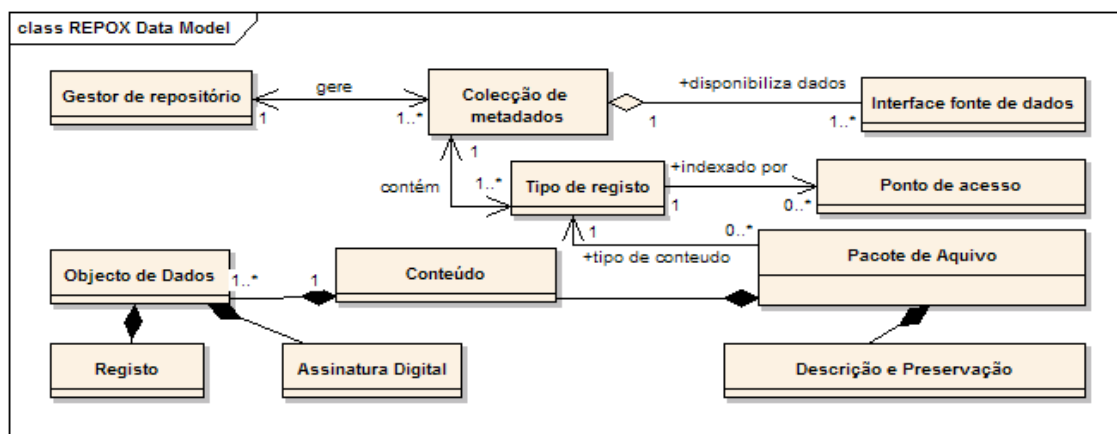 class REPOX Data Model
Gestor de repositório
gere
1
1..*
Colecção de
metadados
+disponibiliza dados
1
1..*
Interface fonte de dados
1
contém
1..*
Tipo de registo
+indexado por
1
0..*
Ponto de acesso
1
+tipo de conteudo
0..*
Pacote de Aquivo
Objecto de Dados
1..*
1
Conteúdo
Registo
Assinatura Digital
Descrição e Preservação